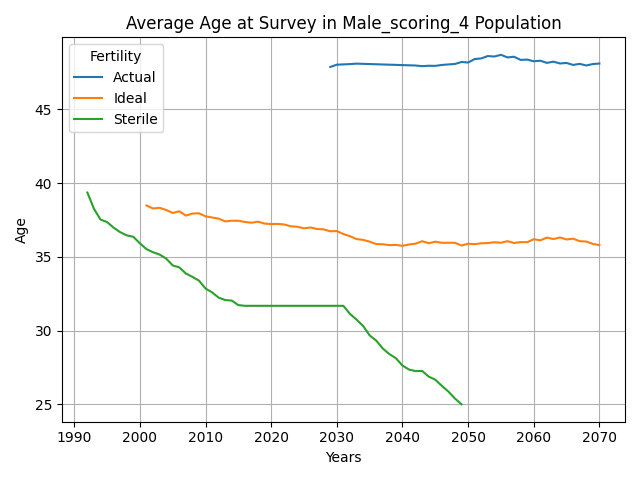 Average Age at Survey in Male_scoring_4 Population
Fertility
Actual
Ideal
Sterile
Age
45
40
35
30
25
1990 2000 2010 2020 2030 2040 2050 2060 2070
Years